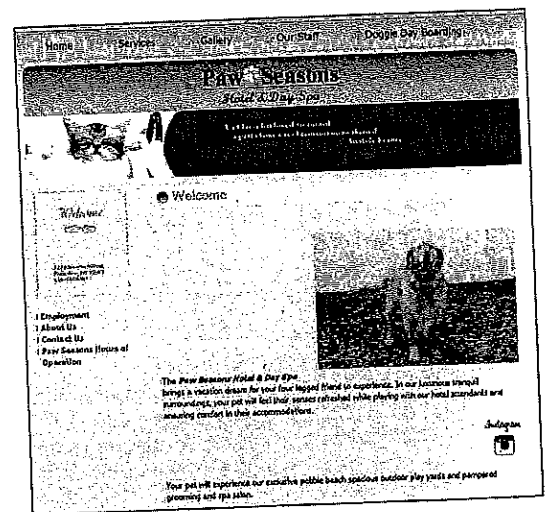 Home Services Gallery Our Staff Doggie Day Boarding
Paw Seasons
Hotel & Day Spa
Welcome
Welcome
Employment
About Us
Contact Us
Paw Seasons Hours of
Operation
The Paw Seasons Hotel & Day Spa
brings a vacation dream for your four legged friend to experience. In our luxurious tranquil
surroundings, your pet will feel their senses refreshed while playing with our hotel attendants and
ensuring comfort in their accommodations.
Instagram
Your pet will experience our exclusive pebble beach spacious outdoor play yards and pampered
grooming and spa salon.